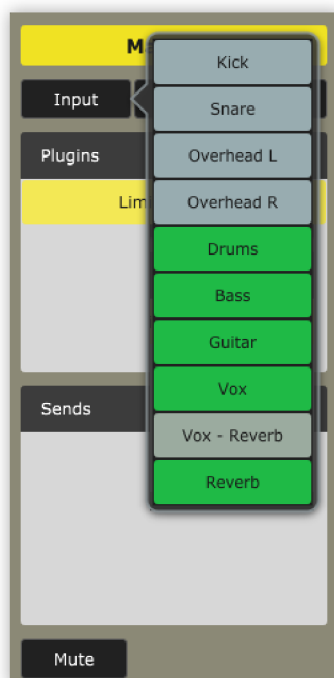 Kick
Input
Snare
Plugins
Overhead L
Overhead R
Drums
Bass
Guitar
Vox
Sends
Vox - Reverb
Reverb
Mute